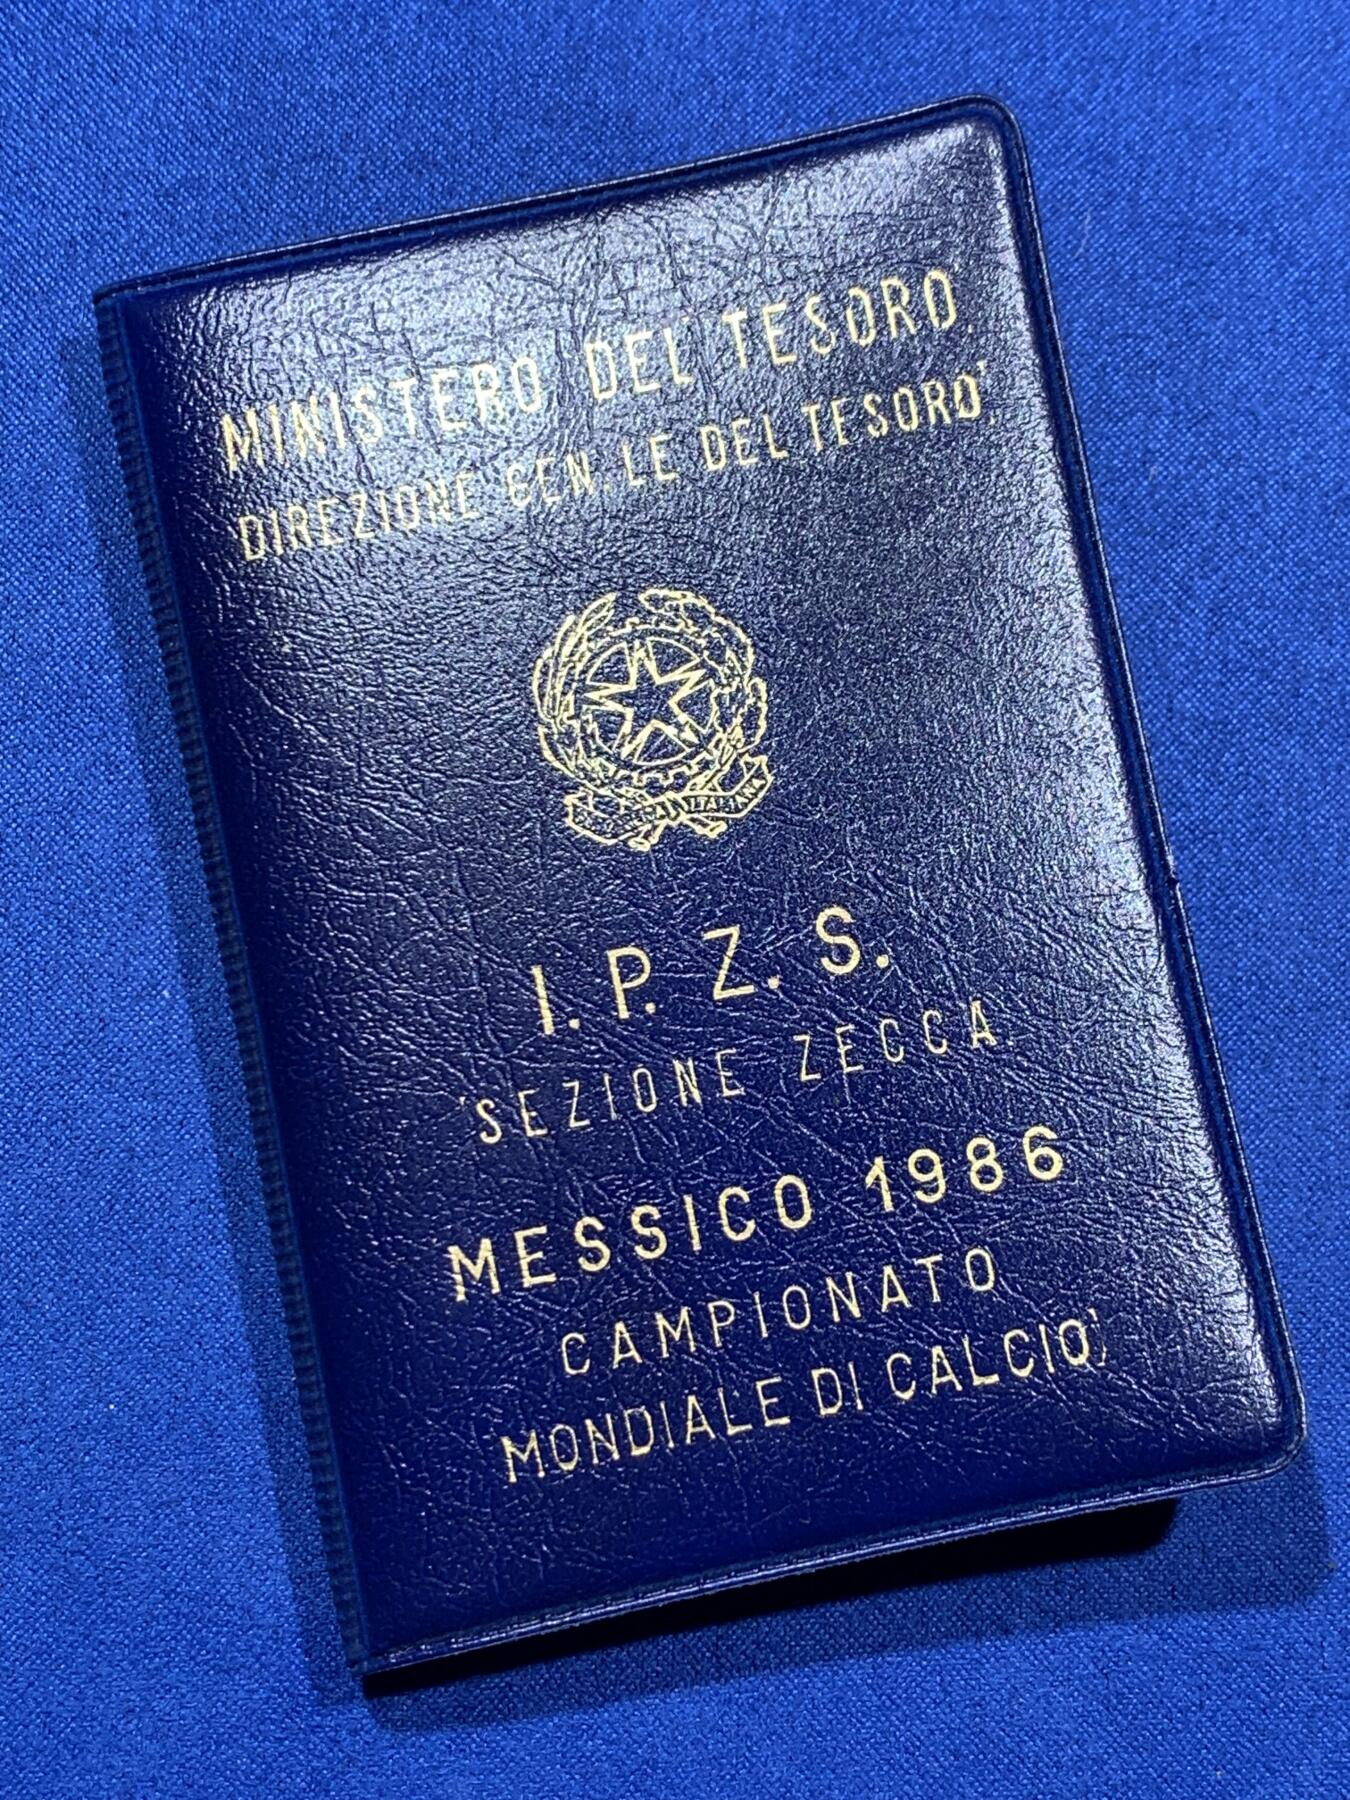 MINISTERO DEL TESORO
DIREZIONE GEN.LE DEL TESORO
I. P. Z. S.
SEZIONE ZECCA
MESSICO 1986
CAMPIONATO
MONDIALE DI CALCIO